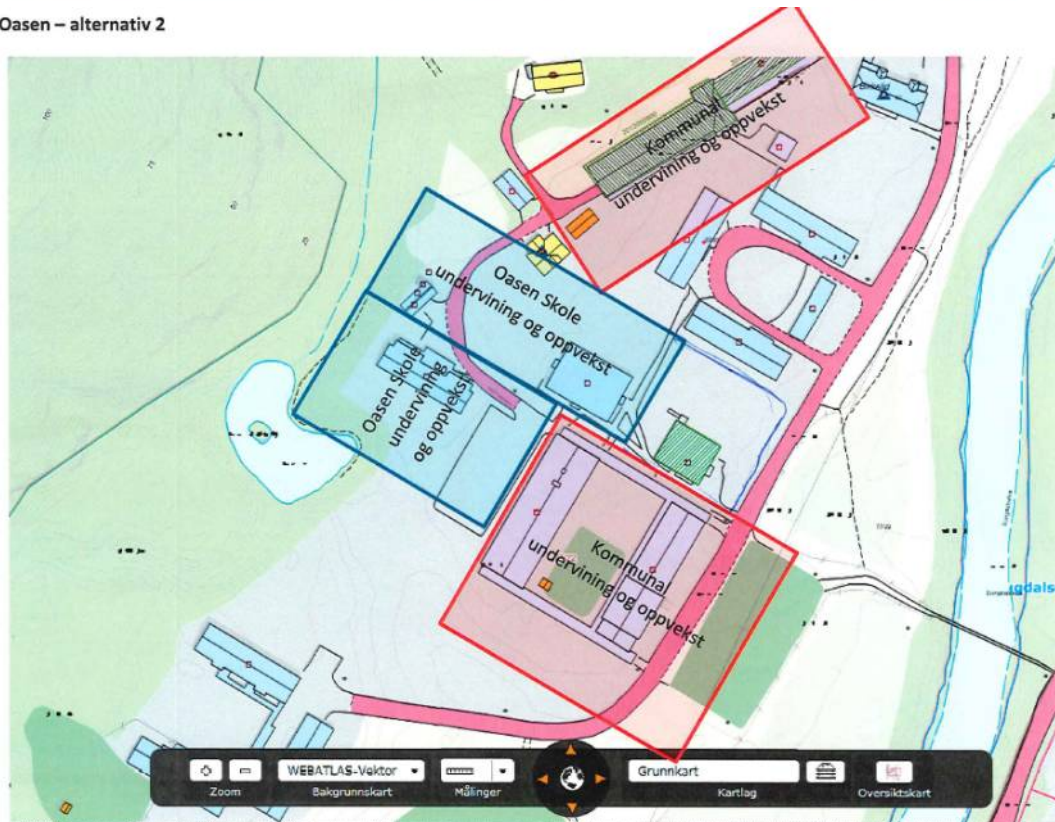 Oasen – alternativ 2
Kommunal
undervining og oppvekst
Oasen Skole
undervining og oppvekst
Oasen Skole
undervining
og oppvekst
Kommunal
undervining og oppvekst
gdals
WEBATLAS-Vektor
Grunnkart
Zoom
Bakgrunnskart
Målinger
Kartlag
Oversiktskart